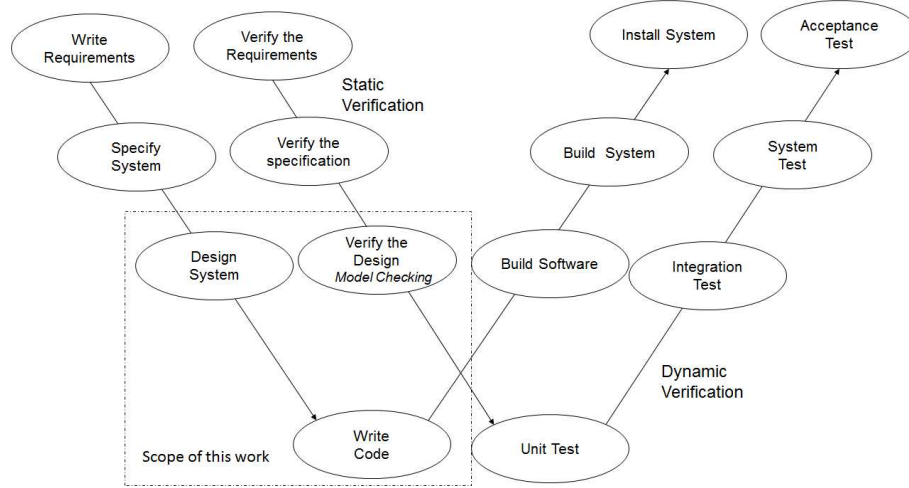 Write
Requirements
Verify the
Requirements
Install System
Acceptance
Test
Static
Verification
Specify
System
Verify the
specification
Build System
System
Test
Design
System
Verify the
Design
Model Checking
Build Software
Integration
Test
Dynamic
Verification
Scope of this work
Write
Code
Unit Test